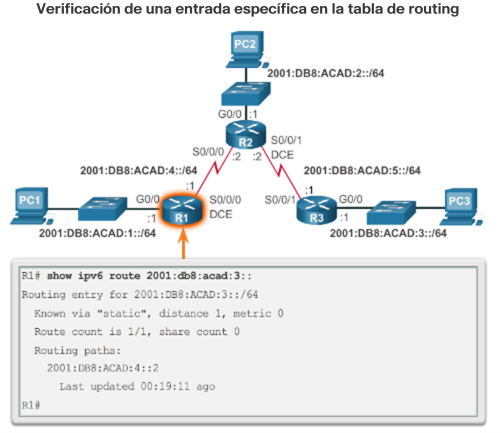 Verificación de una entrada específica en la tabla de routing
PC2
2001:DB8:ACAD:2::/64
G0/0 :1
R2
S0/0/1
S0/0/0 :2 :2 DCE
2001:DB8:ACAD:4::/64
2001:DB8:ACAD:5::/64
:1
:1
PC1
G0/0
:1
R1
S0/0/0
DCE
S0/0/1
R3
G0/0
:1
PC3
2001:DB8:ACAD:1::/64
2001:DB8:ACAD:3::/64
R1# show ipv6 route 2001:db8:acad:3::
Routing entry for 2001:DB8:ACAD:3::/64
Known via "static", distance 1, metric 0
Route count is 1/1, share count 0
Routing paths:
2001:DB8:ACAD:4::2
Last updated 00:19:11 ago
R1#